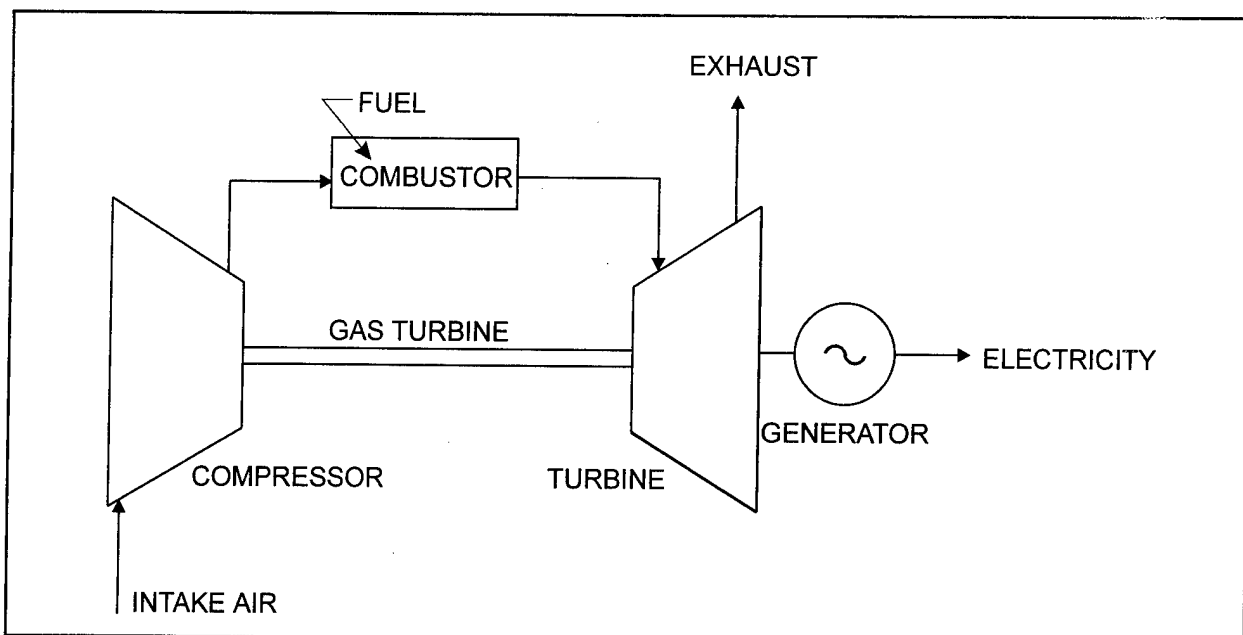 EXHAUST
FUEL
COMBUSTOR
GAS TURBINE
ELECTRICITY
GENERATOR
COMPRESSOR
TURBINE
INTAKE AIR